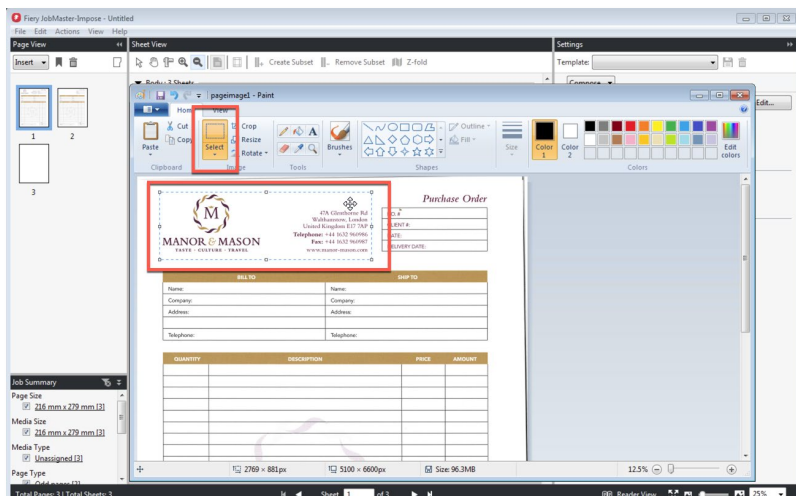 Fiery JobMaster-Impose - Untitled
File Edit Actions View Help
Page View
Sheet View
Settings
Insert
Create Subset
Remove Subset
Z-fold
Template:
Body: 3 Sheets
Compose
Edit...
pageimage1 - Paint
Home View
Paste
Cut
Copy
Select
Crop
Resize
Rotate
Brushes
Outline
Fill
Size
Color 1
Color 2
Edit colors
Clipboard
Image
Tools
Shapes
Colors
1
2
3
M
MANOR & MASON
TASTE · CULTURE · TRAVEL
47A Glenthorne Rd
Walthamstow, London
United Kingdom E17 7AP
Telephone: +44 1632 960986
Fax: +44 1632 960987
www.manor-mason.com
Purchase Order
P.O. #
CLIENT #:
DATE:
DELIVERY DATE:
BILL TO
SHIP TO
Name:
Name:
Company:
Company:
Address:
Address:
Telephone:
Telephone:
QUANTITY
DESCRIPTION
PRICE
AMOUNT
Job Summary
Page Size
216 mm x 279 mm [3]
Media Size
216 mm x 279 mm [3]
Media Type
Unassigned [3]
Page Type
2769 × 881px
5100 × 6600px
Size: 96.3MB
12.5%
Total Pages: 3 | Total Sheets: 3
Sheet 1 of 3
Reader View
25%